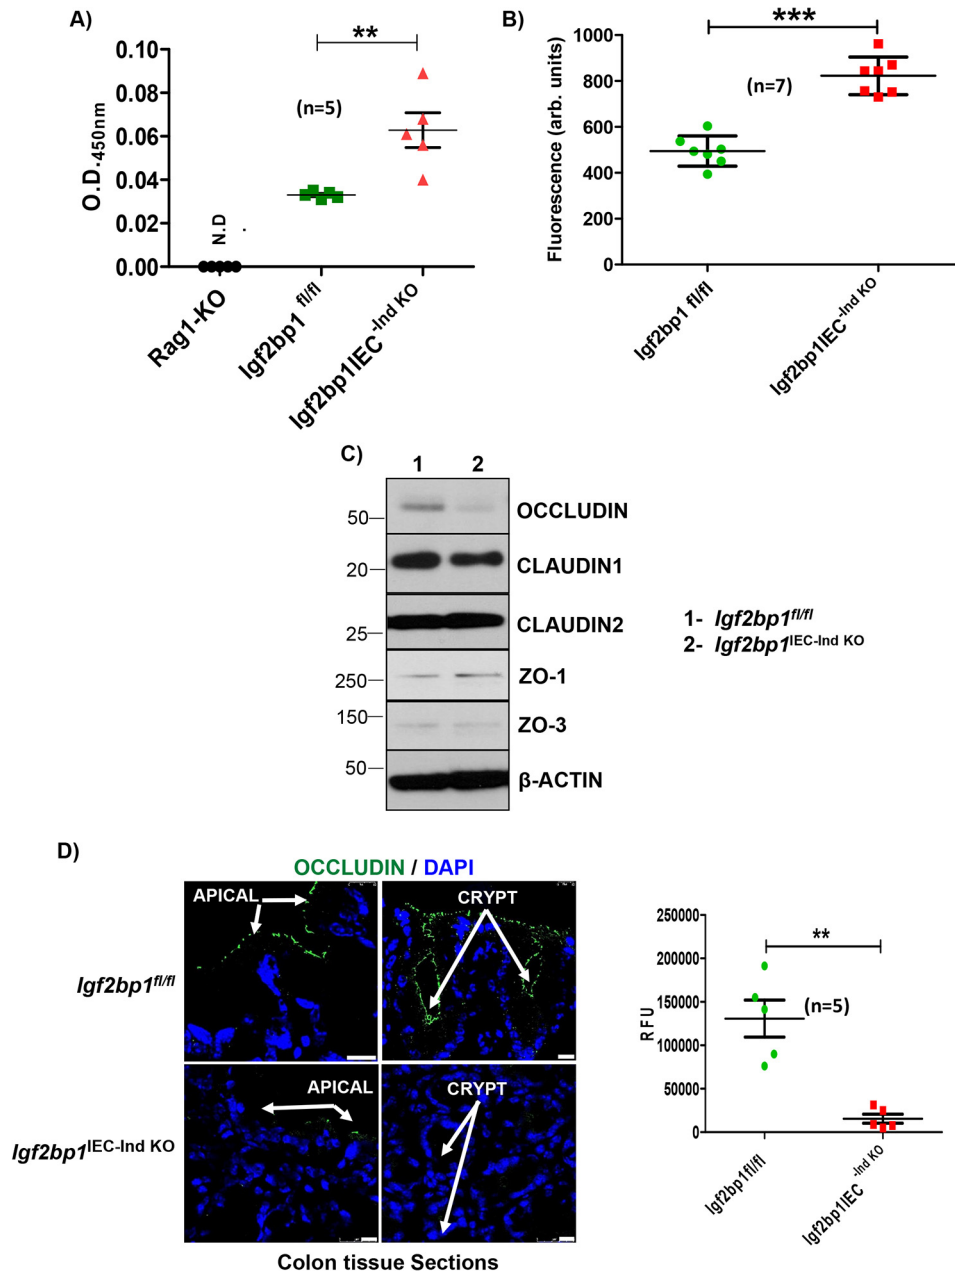 A)
**
0.10
0.08
0.06
0.04
0.02
0.00
O.D.450nm
(n=5)
N.D
Rag1-KO
Igf2bp1 fl/fl
Igf2bp1IEC-Ind KO
B)
***
1000
800
600
400
200
0
Fluorescence (arb. units)
(n=7)
Igf2bp1 fl/fl
Igf2bp1IEC-Ind KO
C)
1 2
50 OCCLUDIN
20 CLAUDIN1
25 CLAUDIN2
250 ZO-1
150 ZO-3
50 β-ACTIN
1- Igf2bp1fl/fl
2- Igf2bp1IEC-Ind KO
D)
OCCLUDIN / DAPI
APICAL
CRYPT
Igf2bp1fl/fl
APICAL
CRYPT
Igf2bp1IEC-Ind KO
Colon tissue Sections
250000
200000
150000
100000
50000
0
RFU
**
(n=5)
Igf2bp1fl/fl
Igf2bp1IEC-Ind KO